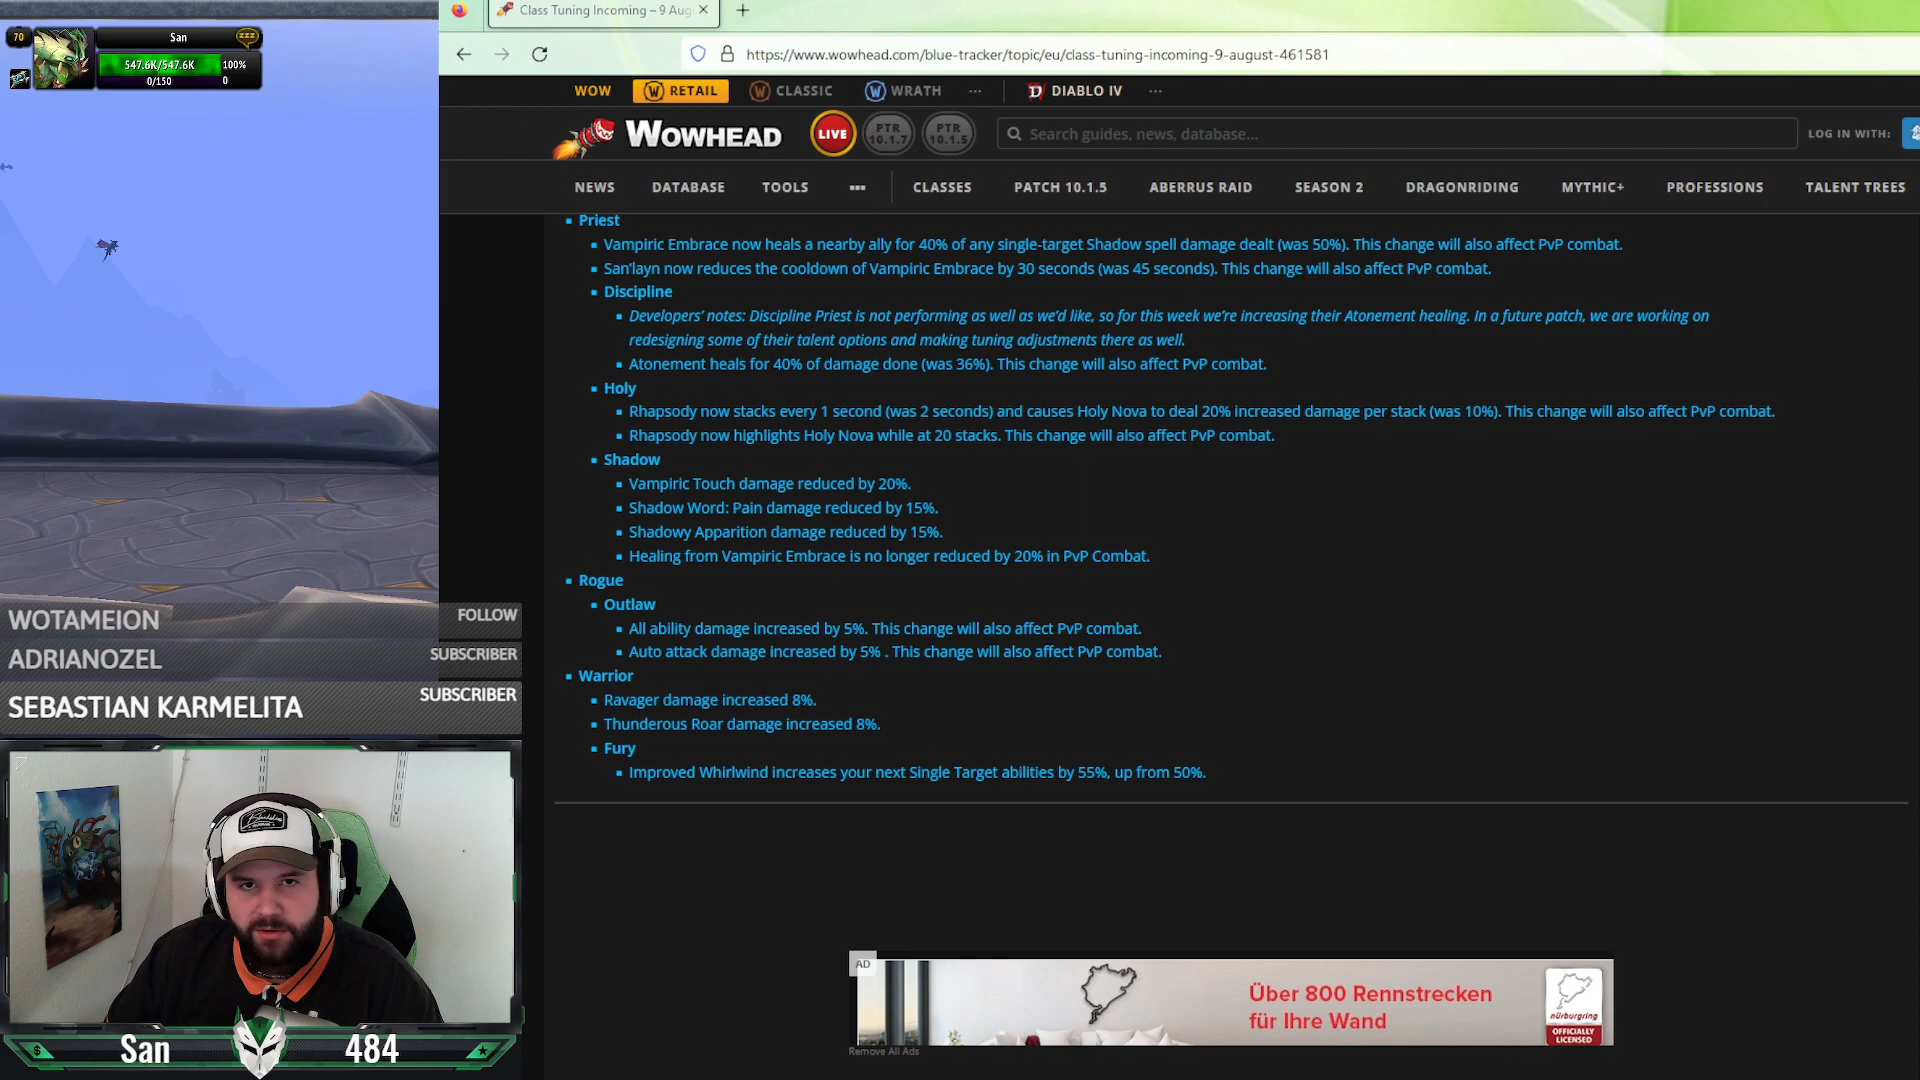 70
San
zzz
547.6K/547.6K
100%
0/150
0
Class Tuning Incoming – 9 Aug
https://www.wowhead.com/blue-tracker/topic/eu/class-tuning-incoming-9-august-461581
WOW
RETAIL
CLASSIC
WRATH
DIABLO IV
WOWHEAD
LIVE
PTR
10.1.7
PTR
10.1.5
Search guides, news, database...
LOG IN WITH:
NEWS
DATABASE
TOOLS
CLASSES
PATCH 10.1.5
ABERRUS RAID
SEASON 2
DRAGONRIDING
MYTHIC+
PROFESSIONS
TALENT TREES
Priest
Vampiric Embrace now heals a nearby ally for 40% of any single-target Shadow spell damage dealt (was 50%). This change will also affect PvP combat.
San'layn now reduces the cooldown of Vampiric Embrace by 30 seconds (was 45 seconds). This change will also affect PvP combat.
Discipline
Developers' notes: Discipline Priest is not performing as well as we'd like, so for this week we're increasing their Atonement healing. In a future patch, we are working on
redesigning some of their talent options and making tuning adjustments there as well.
Atonement heals for 40% of damage done (was 36%). This change will also affect PvP combat.
Holy
Rhapsody now stacks every 1 second (was 2 seconds) and causes Holy Nova to deal 20% increased damage per stack (was 10%). This change will also affect PvP combat.
Rhapsody now highlights Holy Nova while at 20 stacks. This change will also affect PvP combat.
Shadow
Vampiric Touch damage reduced by 20%.
Shadow Word: Pain damage reduced by 15%.
Shadowy Apparition damage reduced by 15%.
Healing from Vampiric Embrace is no longer reduced by 20% in PvP Combat.
Rogue
Outlaw
All ability damage increased by 5%. This change will also affect PvP combat.
Auto attack damage increased by 5% . This change will also affect PvP combat.
Warrior
Ravager damage increased 8%.
Thunderous Roar damage increased 8%.
Fury
Improved Whirlwind increases your next Single Target abilities by 55%, up from 50%.
WOTAMEION
FOLLOW
ADRIANOZEL
SUBSCRIBER
SEBASTIAN KARMELITA
SUBSCRIBER
San
484
AD
Über 800 Rennstrecken
für Ihre Wand
nürburgring
OFFICIALLY
LICENSED
Remove All Ads